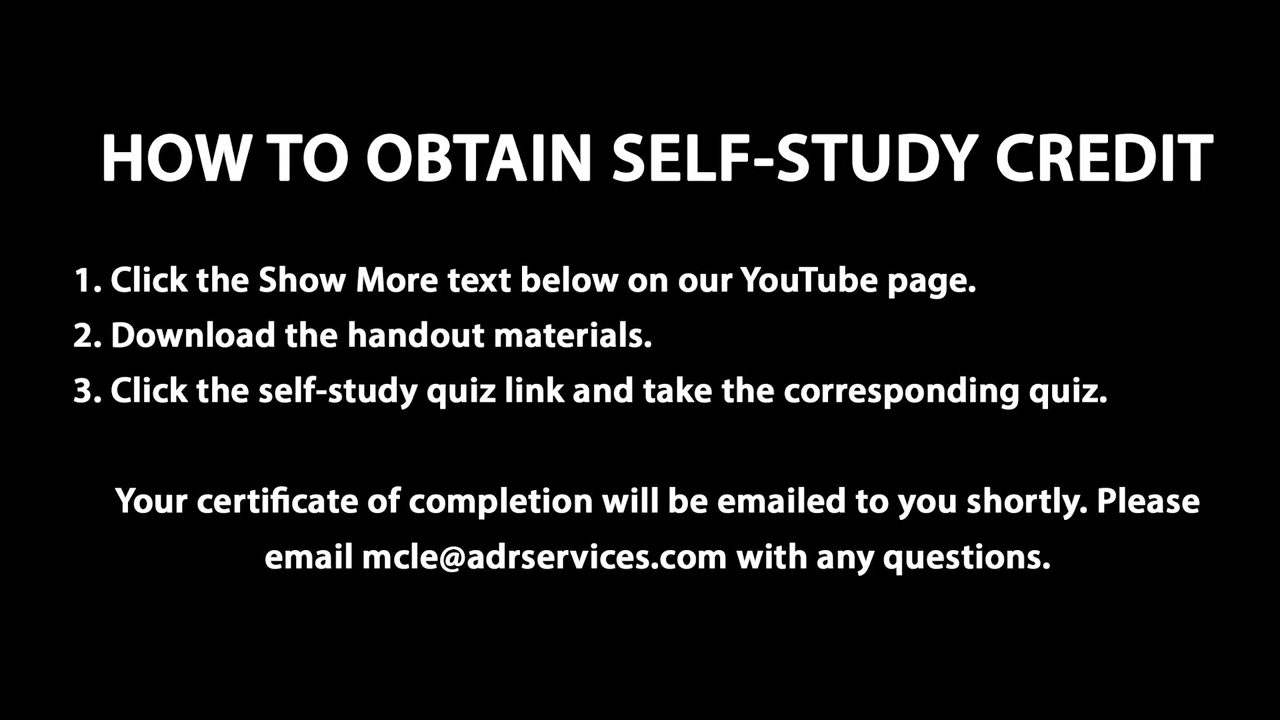 HOW TO OBTAIN SELF-STUDY CREDIT
1. Click the Show More text below on our YouTube page.
2. Download the handout materials.
3. Click the self-study quiz link and take the corresponding quiz.
Your certificate of completion will be emailed to you shortly. Please
email mcle@adrservices.com with any questions.